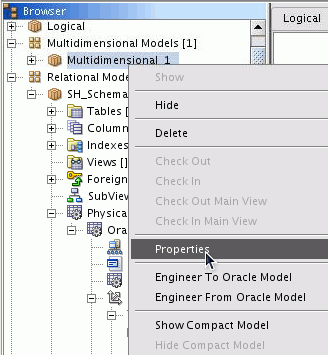 Browser
Logical
Logical
Multidimensional Models [1]
Multidimensional_1
Relational Mode
SH_Schema
Tables [
Column
Indexes
Views []
Foreign
SubView
Physica
Ora
Show
Hide
Delete
Check Out
Check In
Check Out Main View
Check In Main View
Properties
Engineer To Oracle Model
Engineer From Oracle Model
Show Compact Model
Hide Compact Model